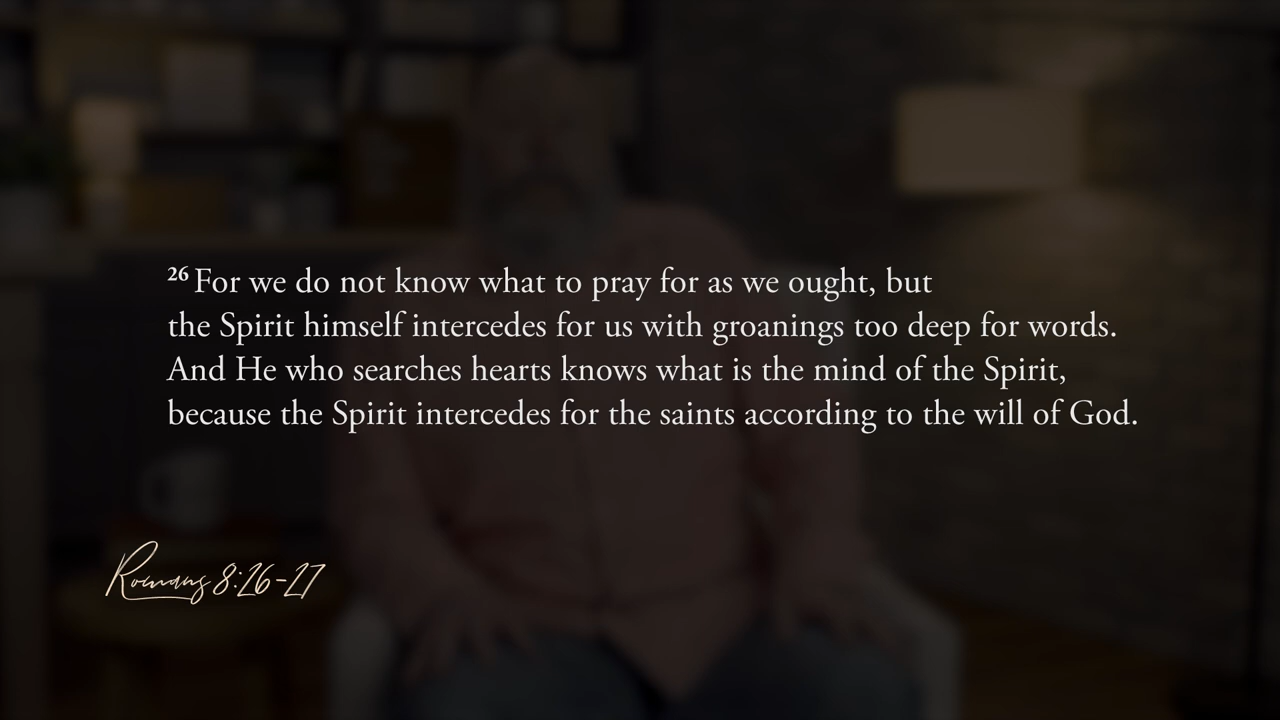 26 For we do not know what to pray for as we ought, but
the Spirit himself intercedes for us with groanings too deep for words.
And He who searches hearts knows what is the mind of the Spirit,
because the Spirit intercedes for the saints according to the will of God.
Romans 8:26-27